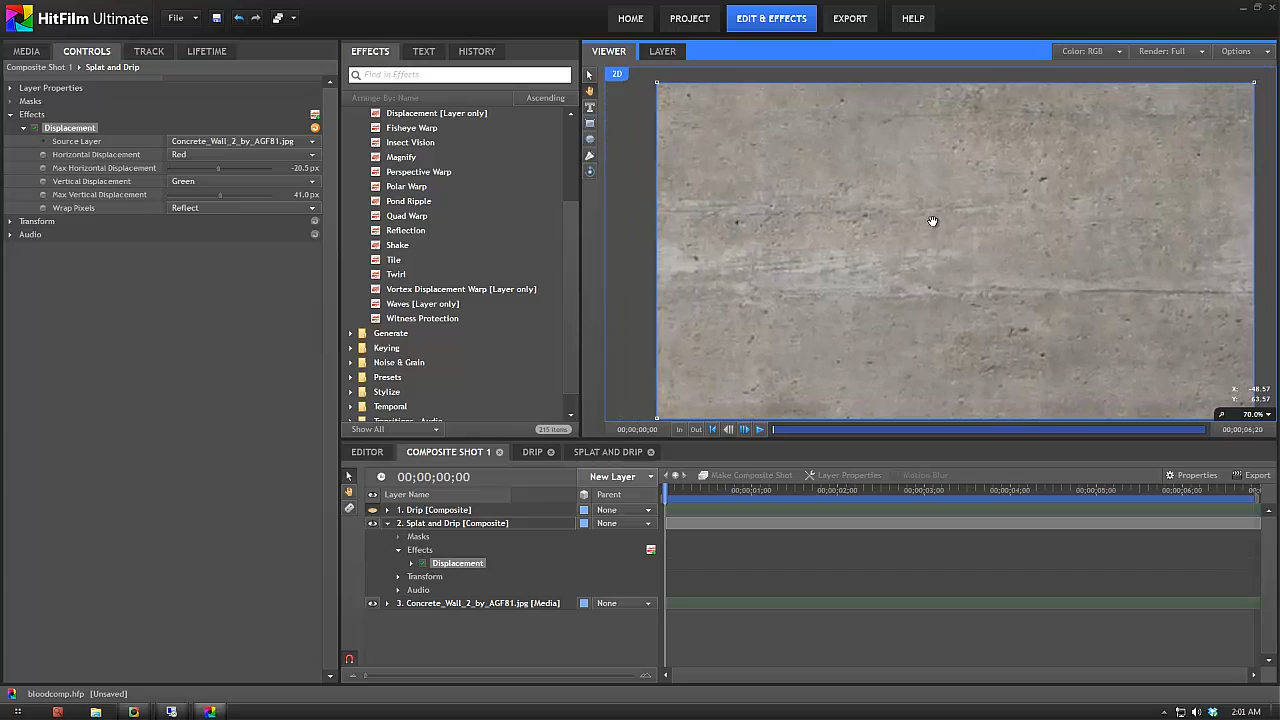 HitFilm Ultimate
File
HOME
PROJECT
EDIT & EFFECTS
EXPORT
HELP
MEDIA
CONTROLS
TRACK
LIFETIME
EFFECTS
TEXT
HISTORY
VIEWER
LAYER
Color: RGB
Render: Full
Options
Composite Shot 1
Splat and Drip
Layer Properties
Masks
Effects
Displacement
Source Layer
Concrete_Wall_2_by_AGF81.jpg
Horizontal Displacement
Red
Max Horizontal Displacement
-20.5 px
Vertical Displacement
Green
Max Vertical Displacement
41.0 px
Wrap Pixels
Reflect
Transform
Audio
Find in Effects
Arrange By: Name
Ascending
Displacement [Layer only]
Fisheye Warp
Insect Vision
Magnify
Perspective Warp
Polar Warp
Pond Ripple
Quad Warp
Reflection
Shake
Tile
Twirl
Vortex Displacement Warp [Layer only]
Waves [Layer only]
Witness Protection
Generate
Keying
Noise & Grain
Presets
Stylize
Temporal
Transitions - Audio
Show All
215 items
2D
X: -48.57
Y: 63.57
70.0%
00;00;00;00
In
Out
00;00;06;20
EDITOR
COMPOSITE SHOT 1
DRIP
SPLAT AND DRIP
00;00;00;00
New Layer
Make Composite Shot
Layer Properties
Motion Blur
Properties
Export
Layer Name
Parent
00;00;01;00
00;00;02;00
00;00;03;00
00;00;04;00
00;00;05;00
00;00;06;00
1. Drip [Composite]
None
2. Splat and Drip [Composite]
None
Masks
Effects
Displacement
Transform
Audio
3. Concrete_Wall_2_by_AGF81.jpg [Media]
None
bloodcomp.hfp [Unsaved]
2:01 AM